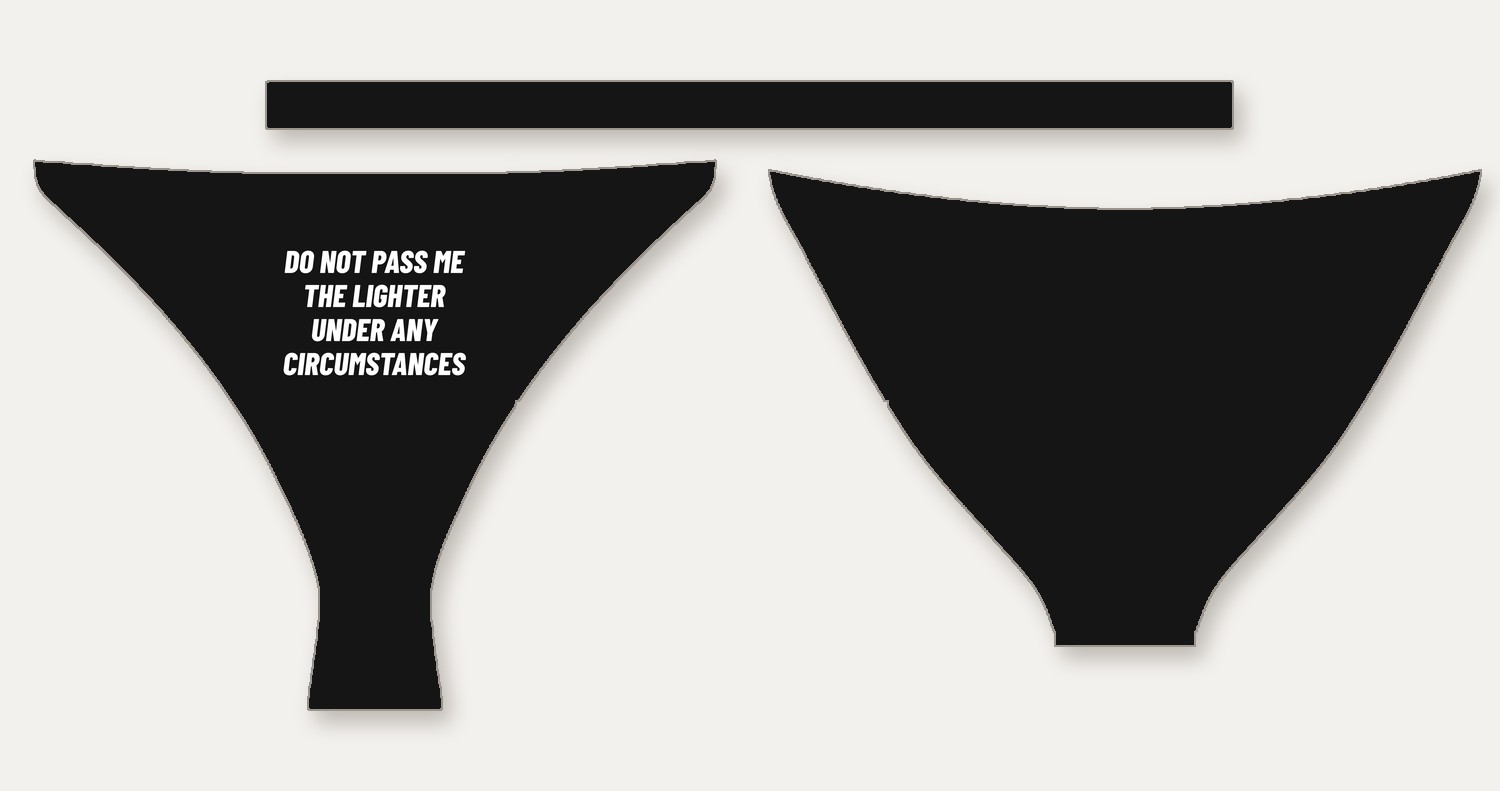 DO NOT PASS ME
THE LIGHTER
UNDER ANY
CIRCUMSTANCES